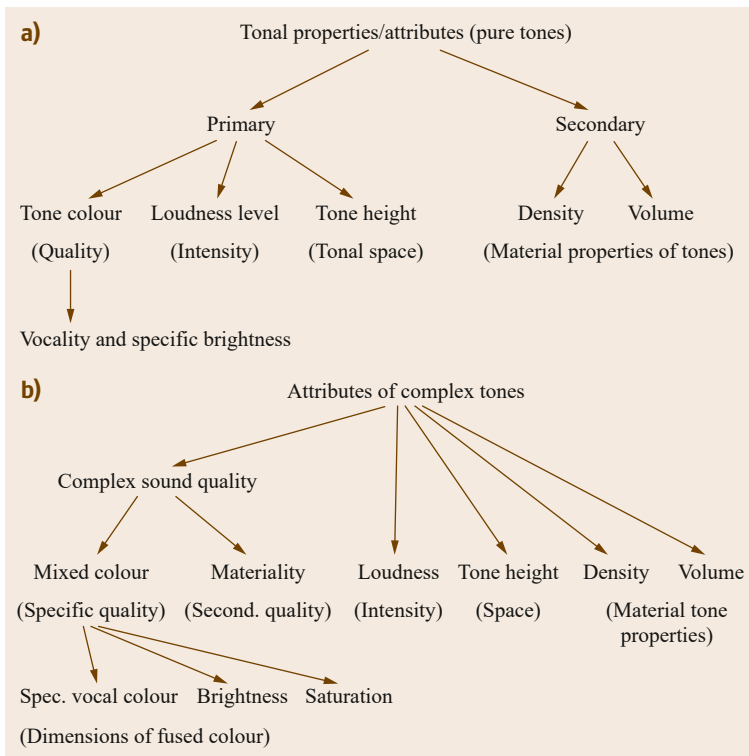 a) Tonal properties/attributes (pure tones)
Primary Secondary
Tone colour Loudness level Tone height Density Volume
(Quality) (Intensity) (Tonal space) (Material properties of tones)
Vocality and specific brightness
b) Attributes of complex tones
Complex sound quality
Mixed colour Materiality Loudness Tone height Density Volume
(Specific quality) (Second. quality) (Intensity) (Space) (Material tone
properties)
Spec. vocal colour Brightness Saturation
(Dimensions of fused colour)